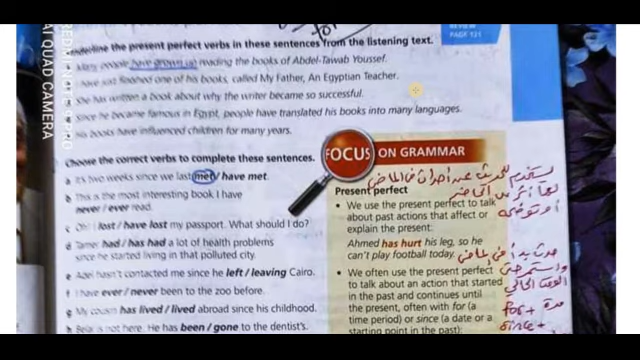 PAGE 131
Underline the present perfect verbs in these sentences from the listening text.
Many people have grown up reading the books of Abdel-Tawab Youssef.
I have just finished one of his books, called My Father, An Egyptian Teacher.
She has written a book about why the writer became so successful.
since he became famous in Egypt, people have translated his books into many languages.
His books have influenced children for many years.
Choose the correct verbs to complete these sentences.
a It's two weeks since we last met / have met.
b This is the most interesting book I have
never / ever read.
c Oh! I lost / have lost my passport. What should I do?
d Tamer had / has had a lot of health problems
since he started living in that polluted city.
e Adel hasn't contacted me since he left / leaving Cairo.
f I have ever / never been to the zoo before.
g My cousin has lived / lived abroad since his childhood.
h Belal is not here. He has been / gone to the dentist's.
FOCUS ON GRAMMAR
Present perfect
• We use the present perfect to talk
about past actions that affect or
explain the present:
Ahmed has hurt his leg, so he
can't play football today.
• We often use the present perfect
to talk about an action that started
in the past and continues until
the present, often with for (a
time period) or since (a date or a
starting point in the past):
for + مدة
since +
AI QUAD CAMERA